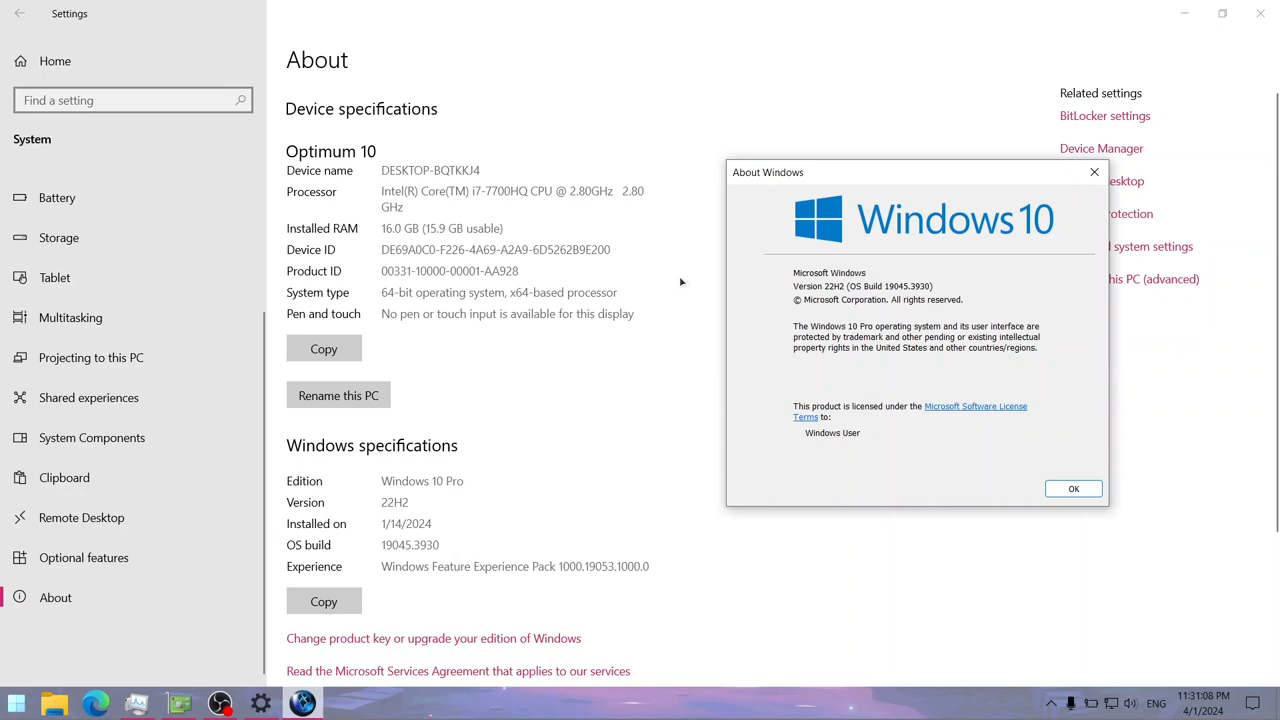 Settings
Home
Find a setting
System
Battery
Storage
Tablet
Multitasking
Projecting to this PC
Shared experiences
System Components
Clipboard
Remote Desktop
Optional features
About
About
Device specifications
Optimum 10
Device name DESKTOP-BQTKKJ4
Processor Intel(R) Core(TM) i7-7700HQ CPU @ 2.80GHz 2.80
GHz
Installed RAM 16.0 GB (15.9 GB usable)
Device ID DE69A0C0-F226-4A69-A2A9-6D5262B9E200
Product ID 00331-10000-00001-AA928
System type 64-bit operating system, x64-based processor
Pen and touch No pen or touch input is available for this display
Copy
Rename this PC
Windows specifications
Edition Windows 10 Pro
Version 22H2
Installed on 1/14/2024
OS build 19045.3930
Experience Windows Feature Experience Pack 1000.19053.1000.0
Copy
Change product key or upgrade your edition of Windows
Read the Microsoft Services Agreement that applies to our services
Related settings
BitLocker settings
Device Manager
system settings
PC (advanced)
About Windows
Windows 10
Microsoft Windows
Version 22H2 (OS Build 19045.3930)
© Microsoft Corporation. All rights reserved.
The Windows 10 Pro operating system and its user interface are
protected by trademark and other pending or existing intellectual
property rights in the United States and other countries/regions.
This product is licensed under the Microsoft Software License
Terms to:
Windows User
OK
ENG
11:31:08 PM
4/1/2024